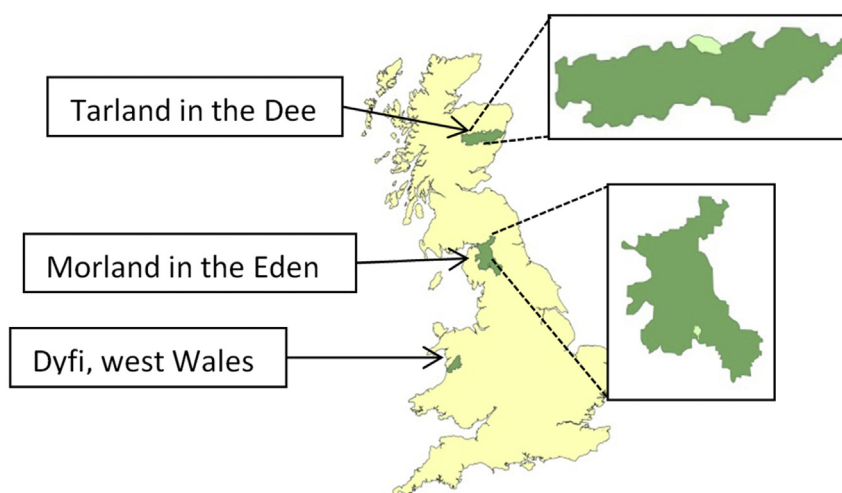 Tarland in the Dee
Morland in the Eden
Dyfi, west Wales